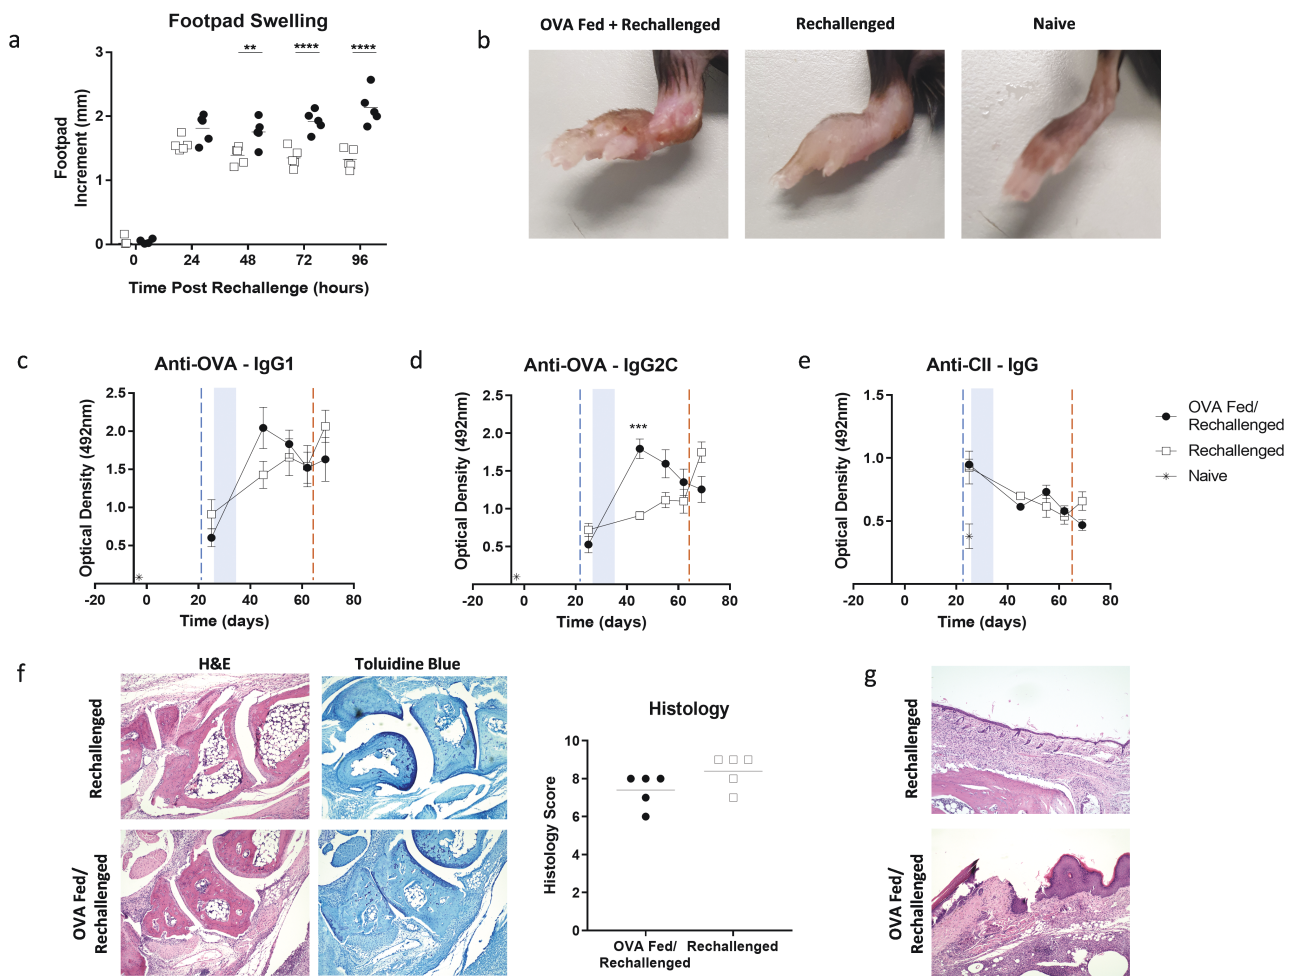 a
Footpad Swelling
**
****
****
3
2
1
0
Footpad
Increment (mm)
0
24
48
72
96
Time Post Rechallenge (hours)
b
OVA Fed + Rechallenged
Rechallenged
Naive
c
Anti-OVA - IgG1
Optical Density (492nm)
2.5
2.0
1.5
1.0
0.5
-20
0
20
40
60
80
Time (days)
d
Anti-OVA - IgG2C
***
Optical Density (492nm)
2.5
2.0
1.5
1.0
0.5
-20
0
20
40
60
80
Time (days)
e
Anti-CII - IgG
Optical Density (492nm)
1.5
1.0
0.5
-20
0
20
40
60
80
Time (days)
OVA Fed/
Rechallenged
Rechallenged
Naive
f
H&E
Toluidine Blue
Rechallenged
OVA Fed/
Rechallenged
Histology
Histology Score
10
8
6
4
2
0
OVA Fed/
Rechallenged
Rechallenged
g
Rechallenged
OVA Fed/
Rechallenged